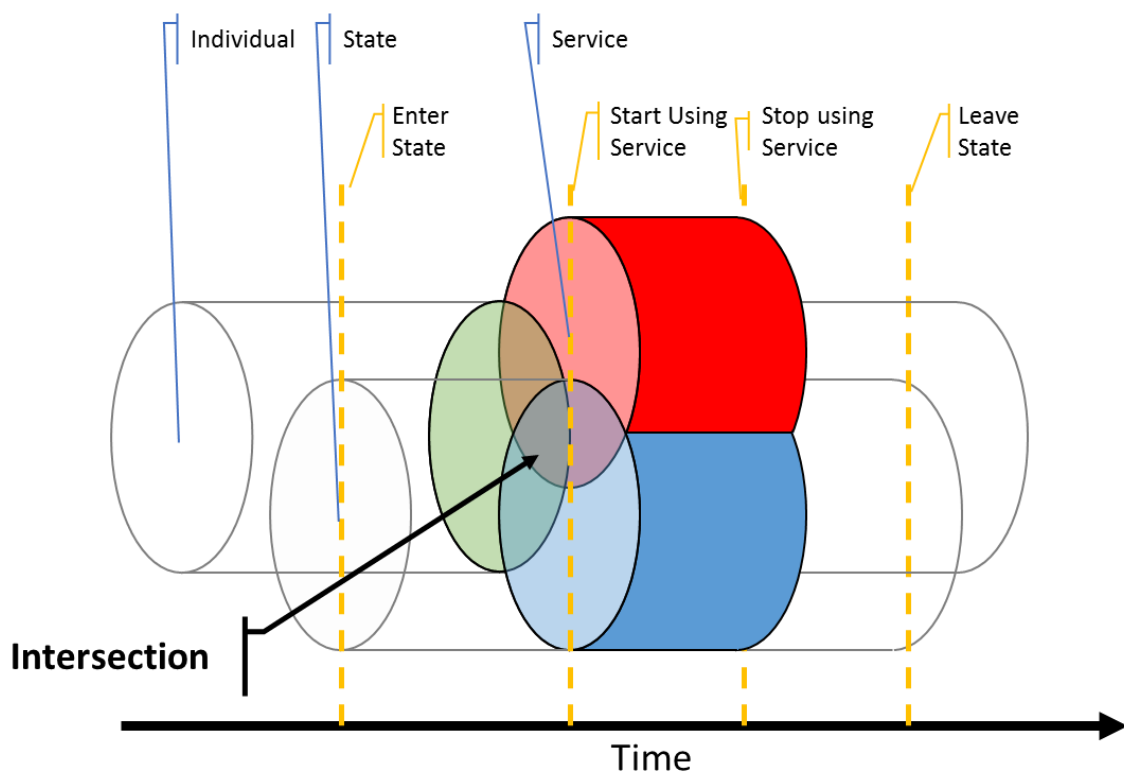 Individual
State
Service
Enter
State
Start Using
Service
Stop using
Service
Leave
State
Intersection
Time